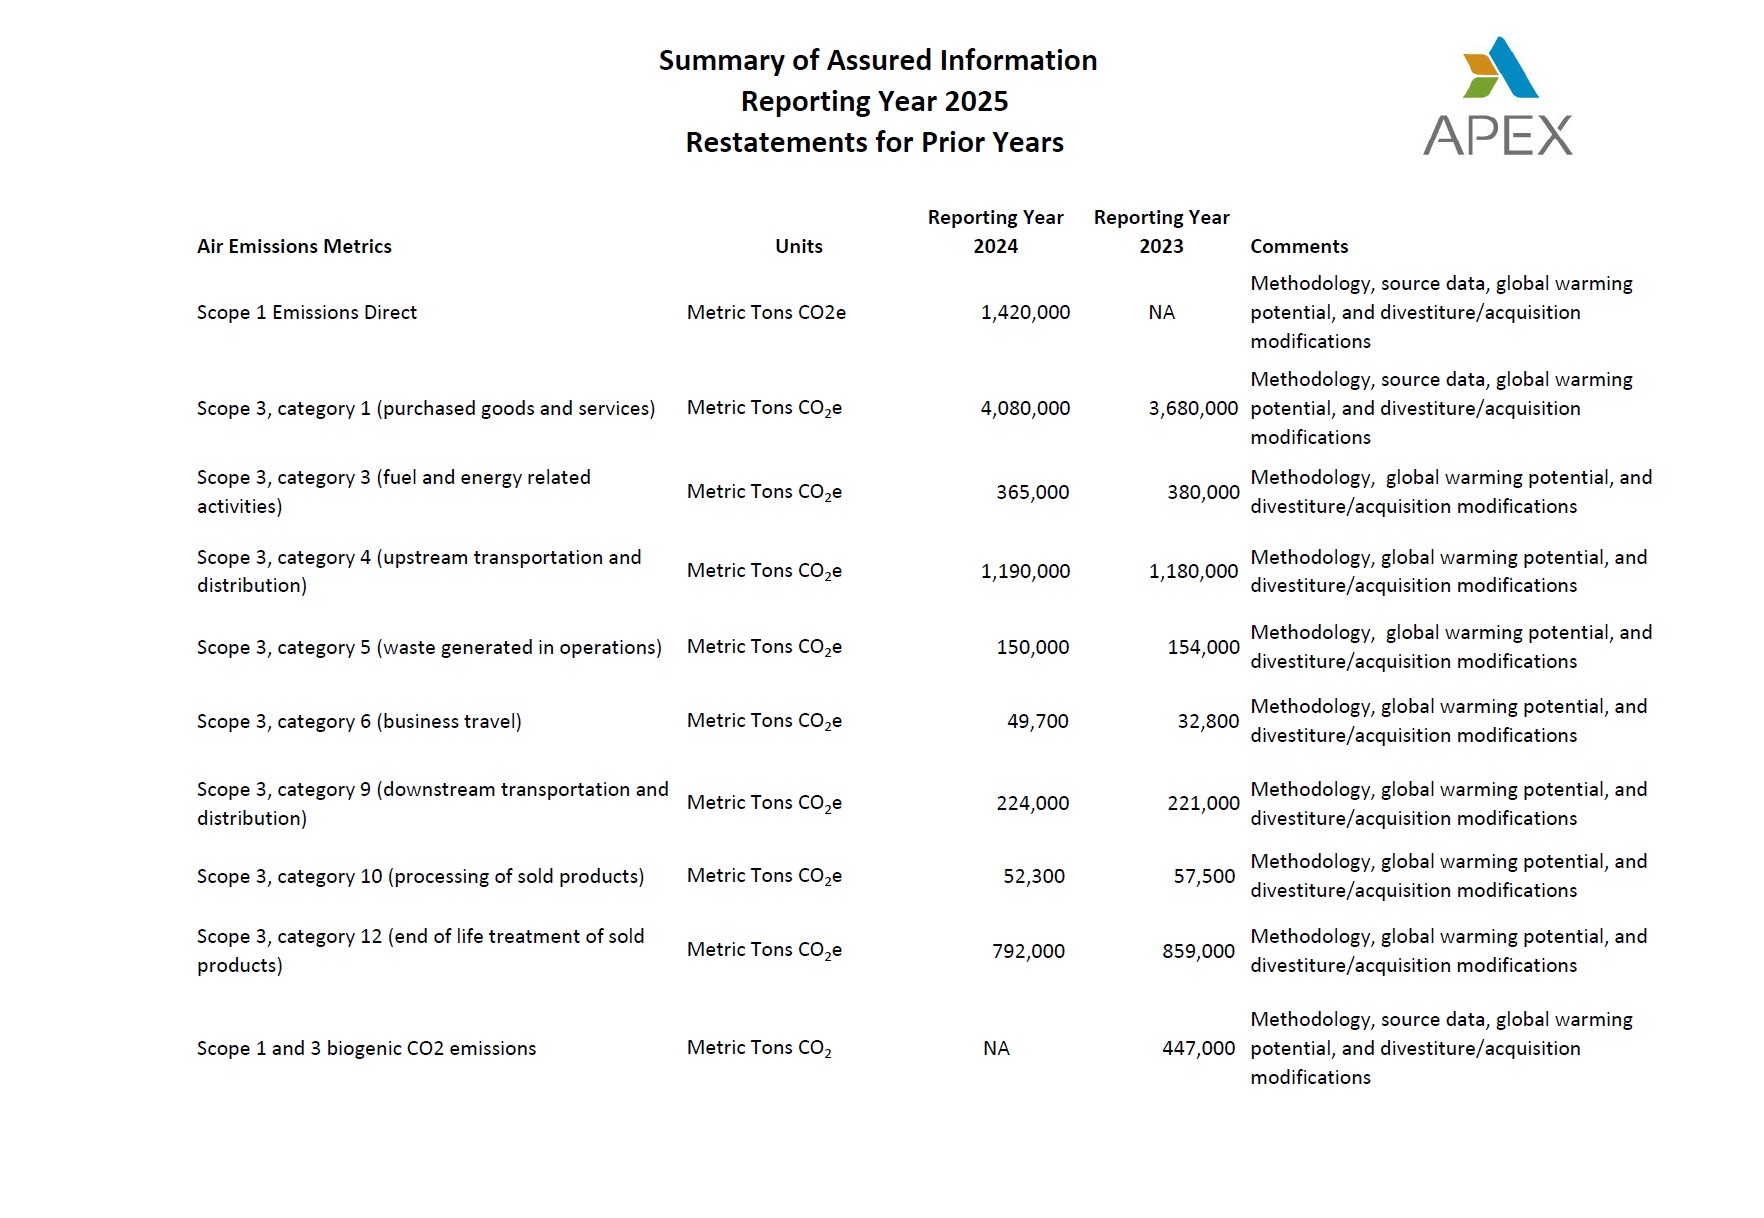 Summary of Assured Information
Reporting Year 2025
Restatements for Prior Years
APEX
Air Emissions Metrics Units Reporting Year 2024 Reporting Year 2023 Comments
Scope 1 Emissions Direct Metric Tons CO2e 1,420,000 NA Methodology, source data, global warming
potential, and divestiture/acquisition
modifications
Scope 3, category 1 (purchased goods and services) Metric Tons CO₂e 4,080,000 3,680,000 Methodology, source data, global warming
potential, and divestiture/acquisition
modifications
Scope 3, category 3 (fuel and energy related
activities) Metric Tons CO₂e 365,000 380,000 Methodology,  global warming potential, and
divestiture/acquisition modifications
Scope 3, category 4 (upstream transportation and
distribution) Metric Tons CO₂e 1,190,000 1,180,000 Methodology, global warming potential, and
divestiture/acquisition modifications
Scope 3, category 5 (waste generated in operations) Metric Tons CO₂e 150,000 154,000 Methodology,  global warming potential, and
divestiture/acquisition modifications
Scope 3, category 6 (business travel) Metric Tons CO₂e 49,700 32,800 Methodology, global warming potential, and
divestiture/acquisition modifications
Scope 3, category 9 (downstream transportation and
distribution) Metric Tons CO₂e 224,000 221,000 Methodology, global warming potential, and
divestiture/acquisition modifications
Scope 3, category 10 (processing of sold products) Metric Tons CO₂e 52,300 57,500 Methodology, global warming potential, and
divestiture/acquisition modifications
Scope 3, category 12 (end of life treatment of sold
products) Metric Tons CO₂e 792,000 859,000 Methodology, global warming potential, and
divestiture/acquisition modifications
Scope 1 and 3 biogenic CO2 emissions Metric Tons CO₂ NA 447,000 Methodology, source data, global warming
potential, and divestiture/acquisition
modifications